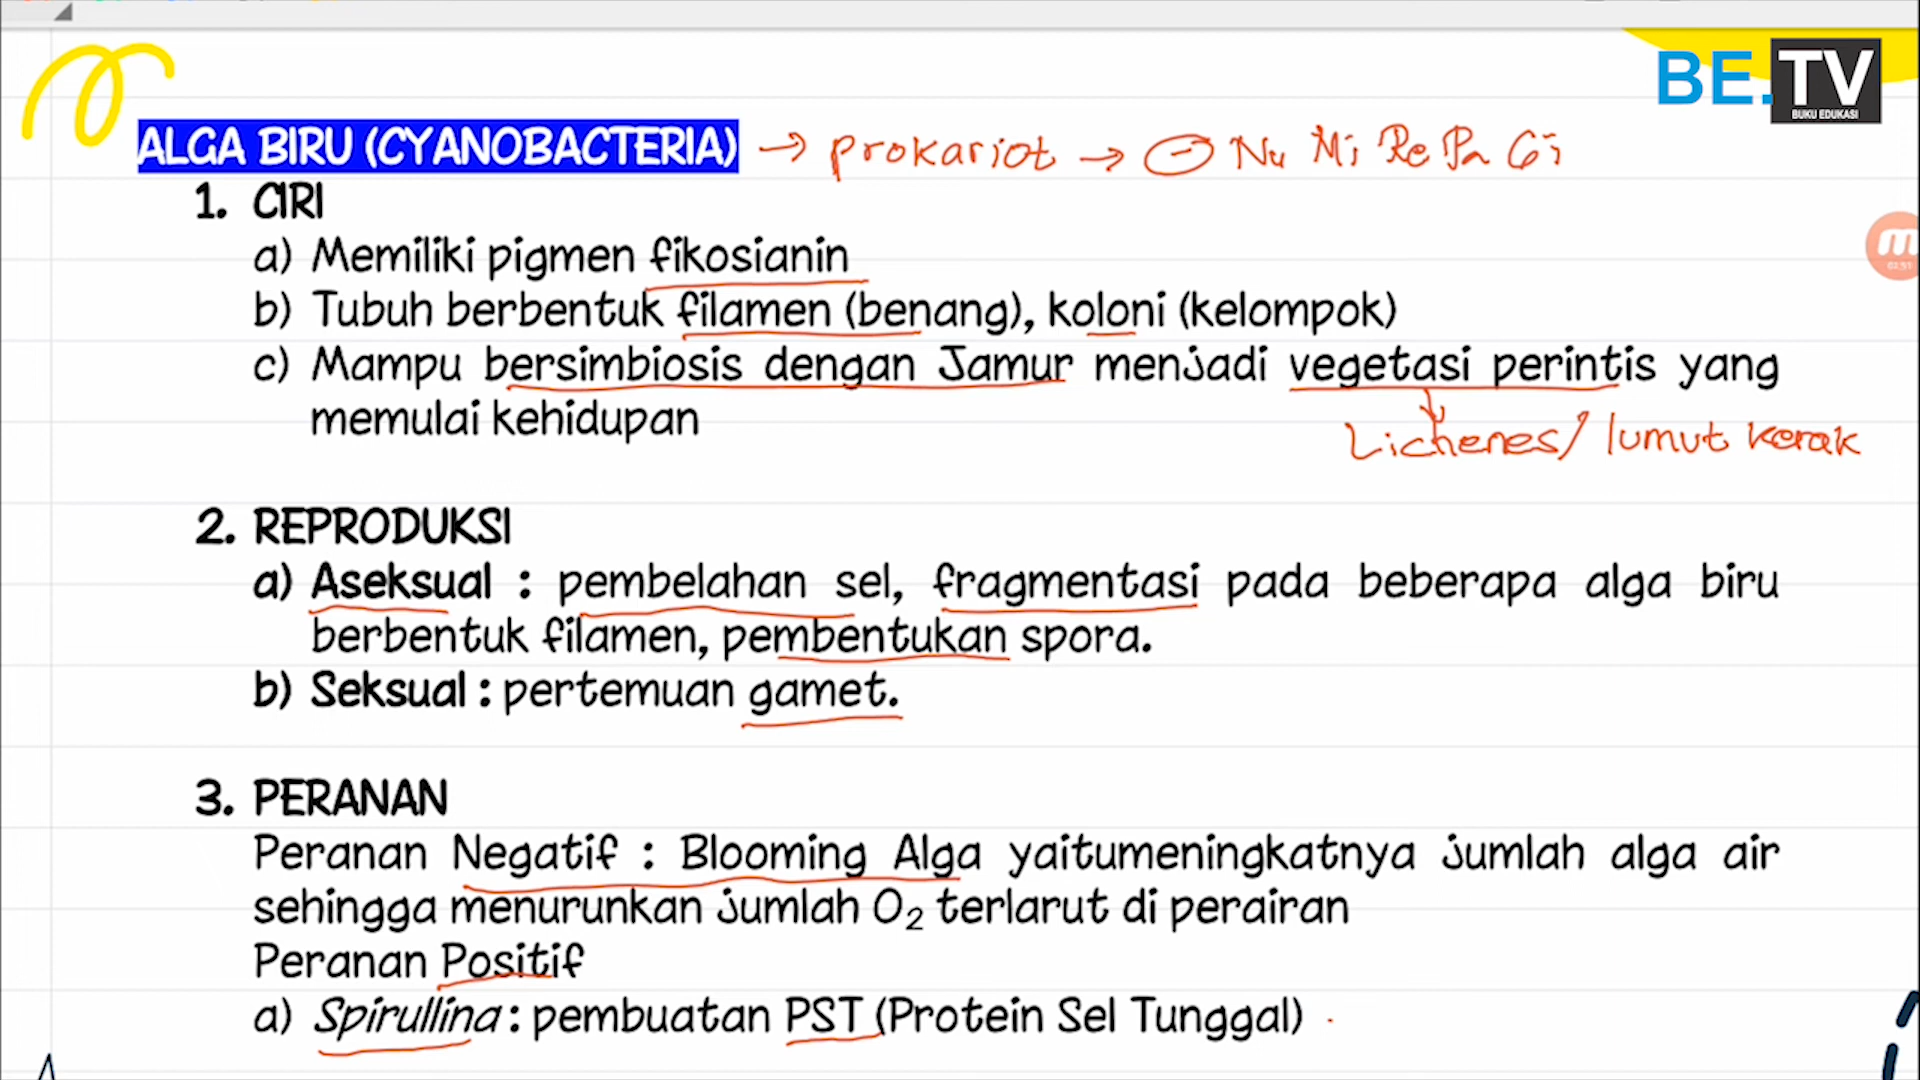 BE.TV
BUKU EDUKASI
ALGA BIRU (CYANOBACTERIA) → prokariot → ⊖ Nu Mi Re Pa Gi
1. CIRI
a) Memiliki pigmen fikosianin
b) Tubuh berbentuk filamen (benang), koloni (kelompok)
c) Mampu bersimbiosis dengan Jamur menjadi vegetasi perintis yang
memulai kehidupan
Lichenes/ lumut kerak
2. REPRODUKSI
a) Aseksual : pembelahan sel, fragmentasi pada beberapa alga biru
berbentuk filamen, pembentukan spora.
b) Seksual : pertemuan gamet.
3. PERANAN
Peranan Negatif : Blooming Alga yaitumeningkatnya jumlah alga air
sehingga menurunkan jumlah O₂ terlarut di perairan
Peranan Positif
a) Spirullina : pembuatan PST (Protein Sel Tunggal)